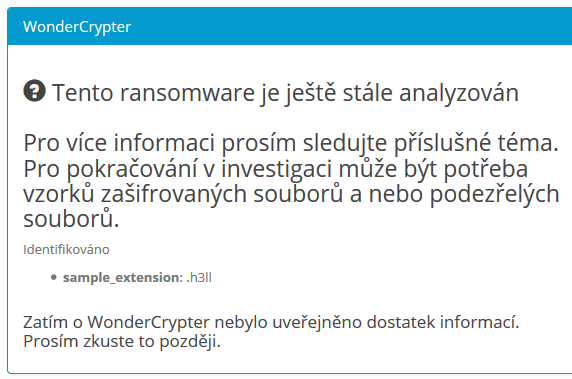 WonderCrypter
Tento ransomware je ještě stále analyzován
Pro více informaci prosím sledujte příslušné téma.
Pro pokračování v investigaci může být potřeba
vzorků zašifrovaných souborů a nebo podezřelých
souborů.
Identifikováno
• sample_extension: .h3ll
Zatím o WonderCrypter nebylo uveřejněno dostatek informací.
Prosím zkuste to později.